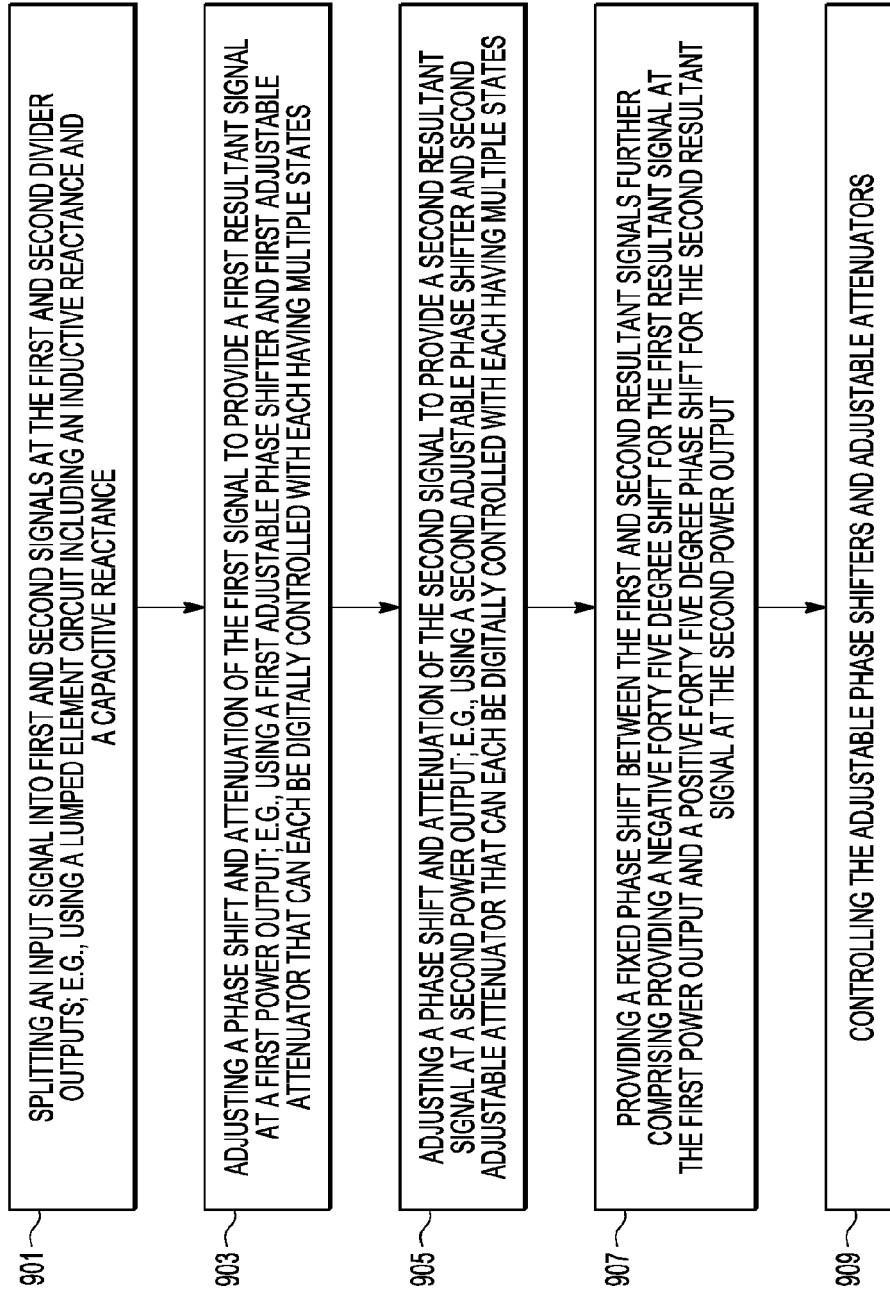 901
SPLITTING AN INPUT SIGNAL INTO FIRST AND SECOND SIGNALS AT THE FIRST AND SECOND DIVIDER
OUTPUTS; E.G., USING A LUMPED ELEMENT CIRCUIT INCLUDING AN INDUCTIVE REACTANCE AND
A CAPACITIVE REACTANCE
903
ADJUSTING A PHASE SHIFT AND ATTENUATION OF THE FIRST SIGNAL TO PROVIDE A FIRST RESULTANT SIGNAL
AT A FIRST POWER OUTPUT; E.G., USING A FIRST ADJUSTABLE PHASE SHIFTER AND FIRST ADJUSTABLE
ATTENUATOR THAT CAN EACH BE DIGITALLY CONTROLLED WITH EACH HAVING MULTIPLE STATES
905
ADJUSTING A PHASE SHIFT AND ATTENUATION OF THE SECOND SIGNAL TO PROVIDE A SECOND RESULTANT
SIGNAL AT A SECOND POWER OUTPUT; E.G., USING A SECOND ADJUSTABLE PHASE SHIFTER AND SECOND
ADJUSTABLE ATTENUATOR THAT CAN EACH BE DIGITALLY CONTROLLED WITH EACH HAVING MULTIPLE STATES
907
PROVIDING A FIXED PHASE SHIFT BETWEEN THE FIRST AND SECOND RESULTANT SIGNALS FURTHER
COMPRISING PROVIDING A NEGATIVE FORTY FIVE DEGREE SHIFT FOR THE FIRST RESULTANT SIGNAL AT
THE FIRST POWER OUTPUT AND A POSITIVE FORTY FIVE DEGREE PHASE SHIFT FOR THE SECOND RESULTANT
SIGNAL AT THE SECOND POWER OUTPUT
909
CONTROLLING THE ADJUSTABLE PHASE SHIFTERS AND ADJUSTABLE ATTENUATORS